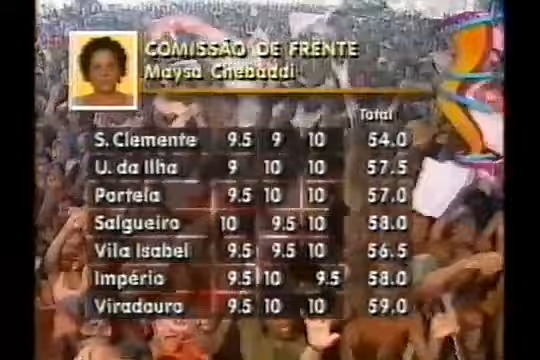 COMISSÃO DE FRENTE
Maysa Chebaddi
Total
S. Clemente 9.5 9 10 54.0
U. da Ilha 9 10 10 57.5
Portela 9.5 10 10 57.0
Salgueiro 10 9.5 10 58.0
Vila Isabel 9.5 9.5 10 56.5
Império 9.5 10 9.5 58.0
Viradouro 9.5 10 10 59.0